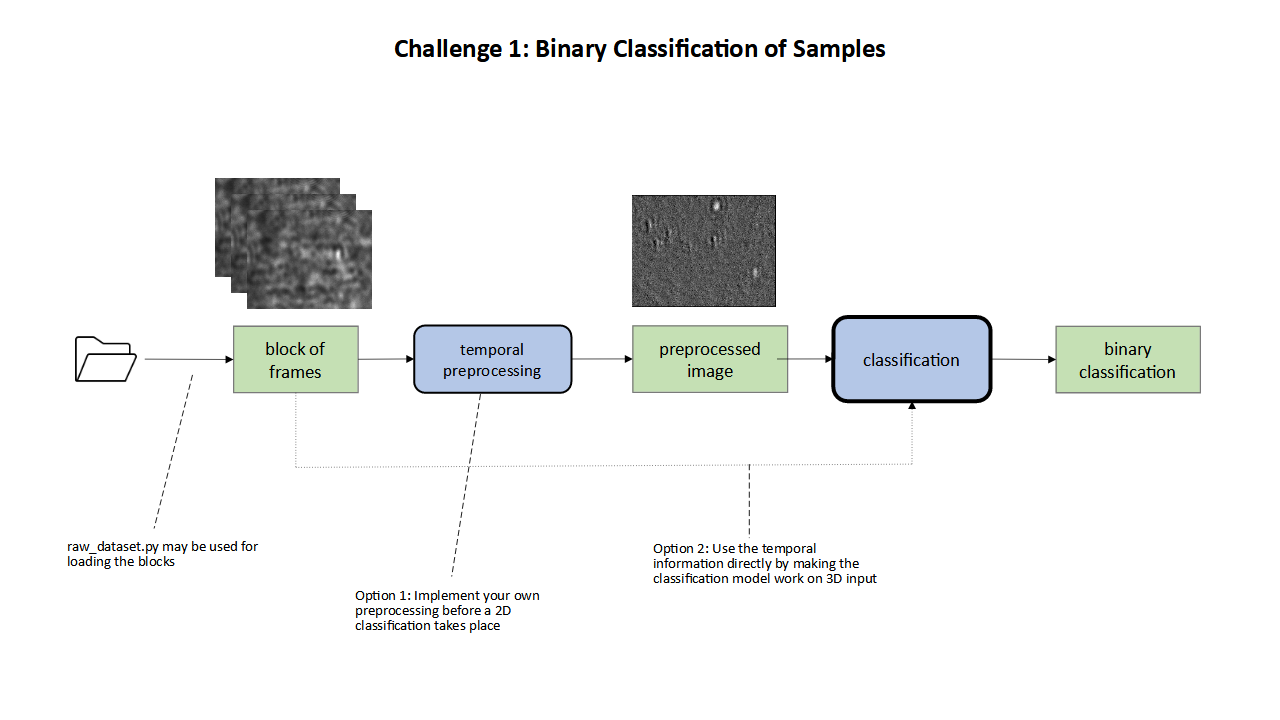 Challenge 1: Binary Classification of Samples
block of
frames
temporal
preprocessing
preprocessed
image
classification
binary
classification
raw_dataset.py may be used for
loading the blocks
Option 1: Implement your own
preprocessing before a 2D
classification takes place
Option 2: Use the temporal
information directly by making the
classification model work on 3D input